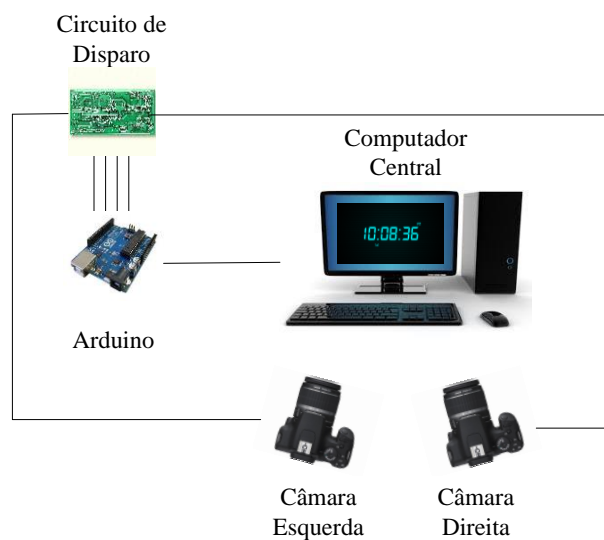 Circuito de
Disparo
Computador
Central
10:08:36
Arduino
Câmara
Esquerda
Câmara
Direita